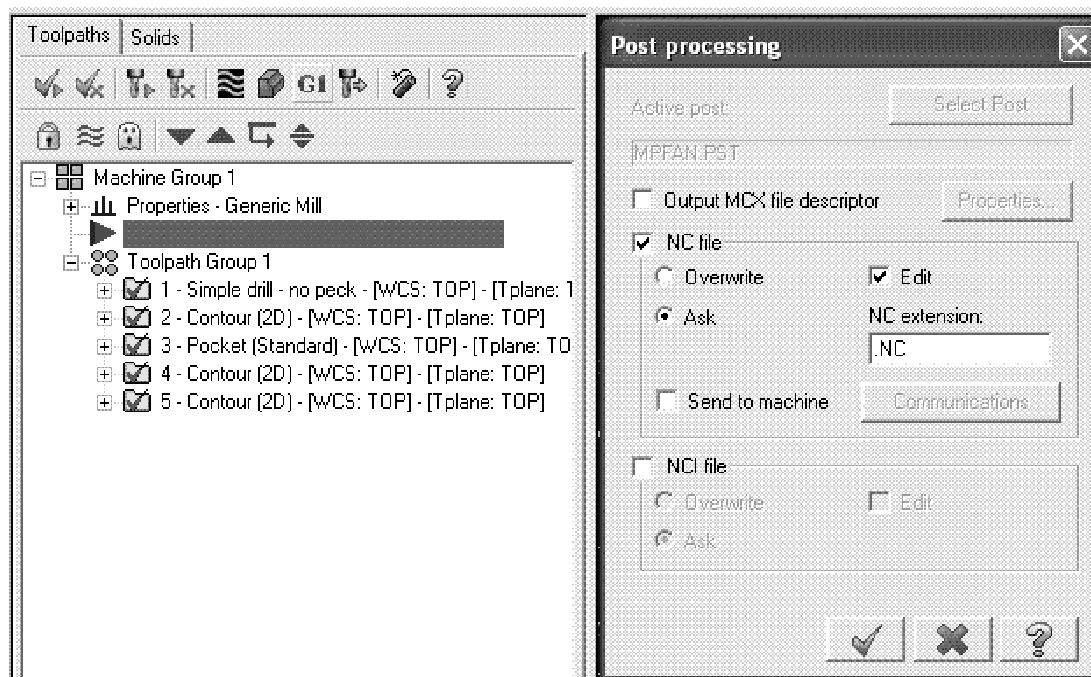 Toolpaths
Solids
G1
Machine Group 1
Properties - Generic Mill
Toolpath Group 1
1 - Simple drill - no peck - [WCS: TOP] - [Tplane: 1
2 - Contour (2D) - [WCS: TOP] - [Tplane: TOP]
3 - Pocket (Standard) - [WCS: TOP] - [Tplane: TO
4 - Contour (2D) - [WCS: TOP] - [Tplane: TOP]
5 - Contour (2D) - [WCS: TOP] - [Tplane: TOP]
Post processing
Active post:
Select Post
MPFAN.PST
Output MCX file descriptor
Properties...
NC file
Overwrite
Edit
Ask
NC extension:
.NC
Send to machine
Communications
NCI file
Overwrite
Edit
Ask